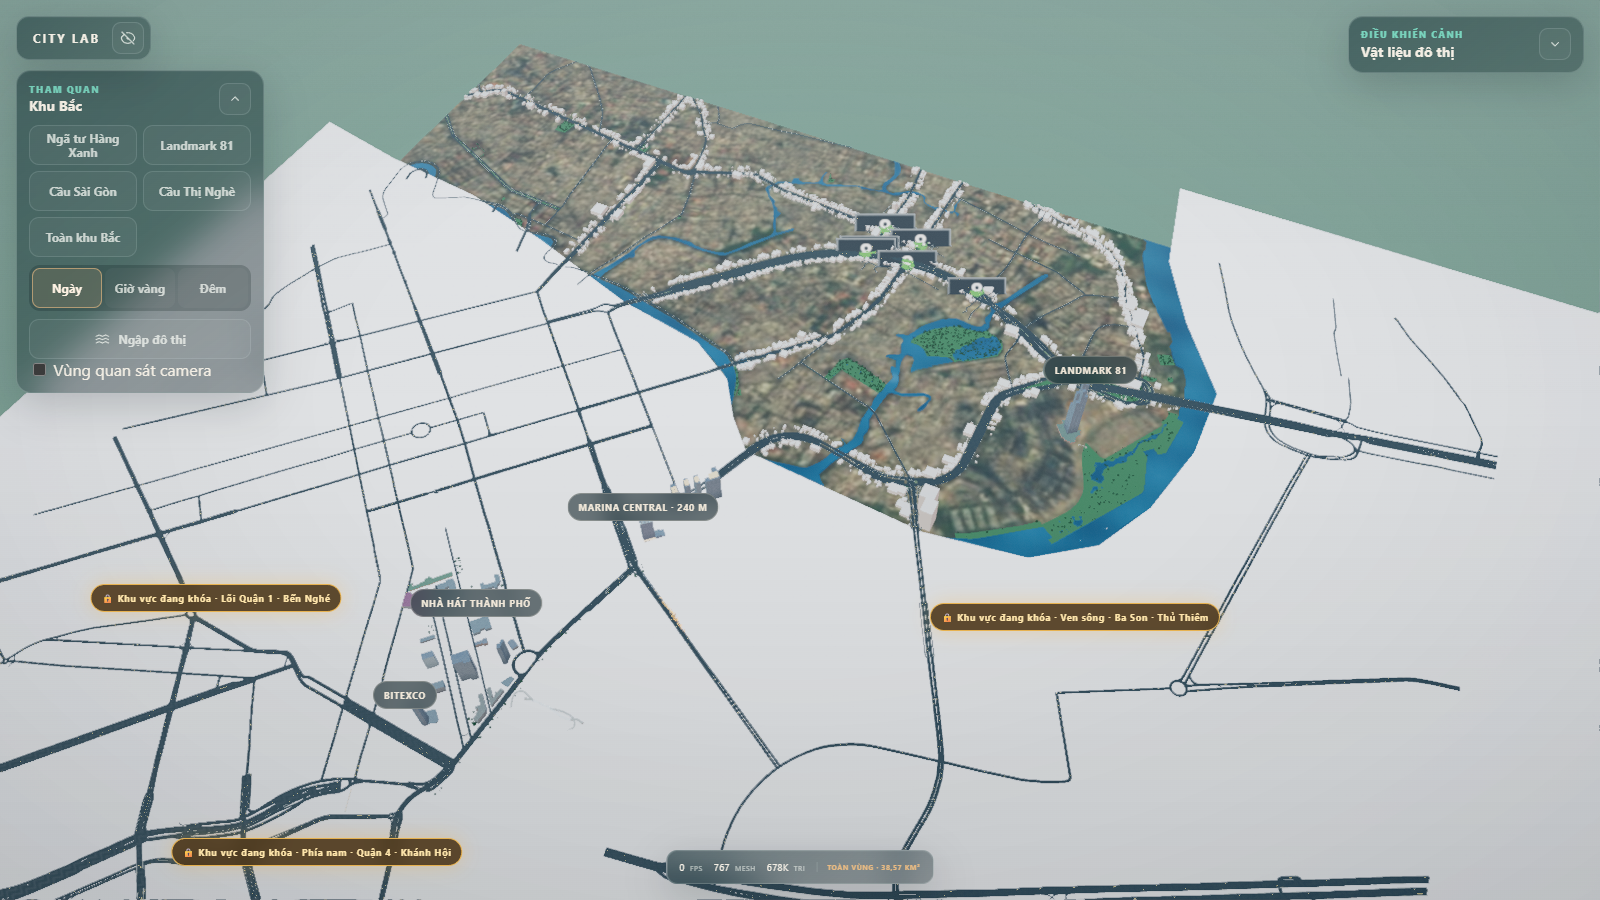 CITY LAB
THAM QUAN
Khu Bắc
Ngã tư Hàng
Xanh
Landmark 81
Cầu Sài Gòn
Cầu Thị Nghè
Toàn khu Bắc
Ngày
Giờ vàng
Đêm
Ngập đô thị
Vùng quan sát camera
ĐIỀU KHIỂN CẢNH
Vật liệu đô thị
LANDMARK 81
MARINA CENTRAL · 240 M
Khu vực đang khóa · Lõi Quận 1 · Bến Nghé
NHÀ HÁT THÀNH PHỐ
Khu vực đang khóa · Ven sông · Ba Son · Thủ Thiêm
BITEXCO
Khu vực đang khóa · Phía nam · Quận 4 · Khánh Hội
0 FPS 767 MESH 678K TRI TOÀN VÙNG · 38,57 KM²